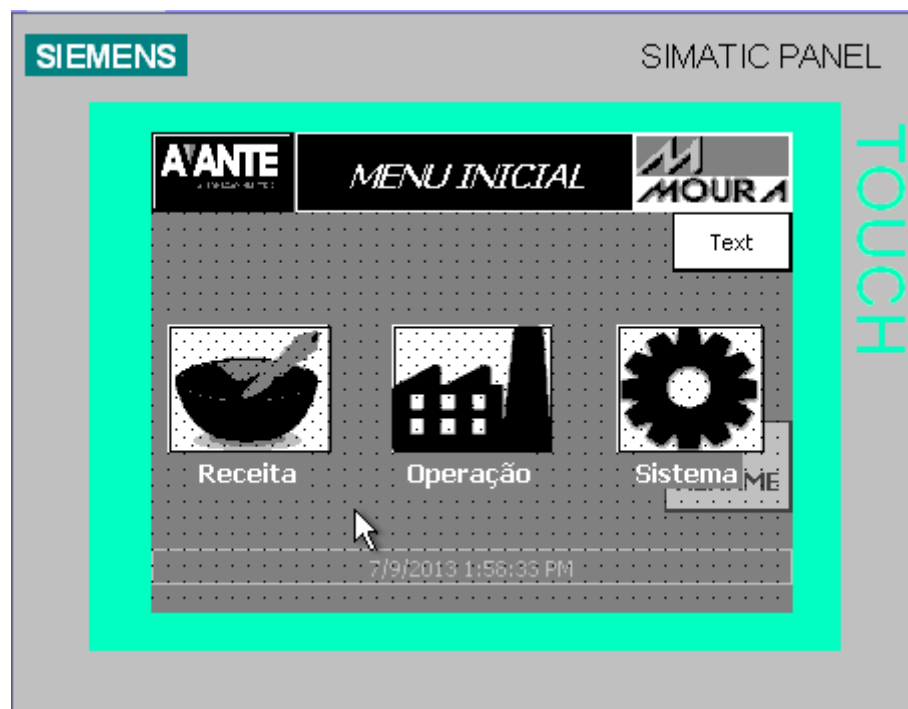 SIEMENS
SIMATIC PANEL
TOUCH
AVANTE
MENU INICIAL
MOURA
Text
Receita
Operação
Sistema
ME
7/9/2013 1:56:33 PM